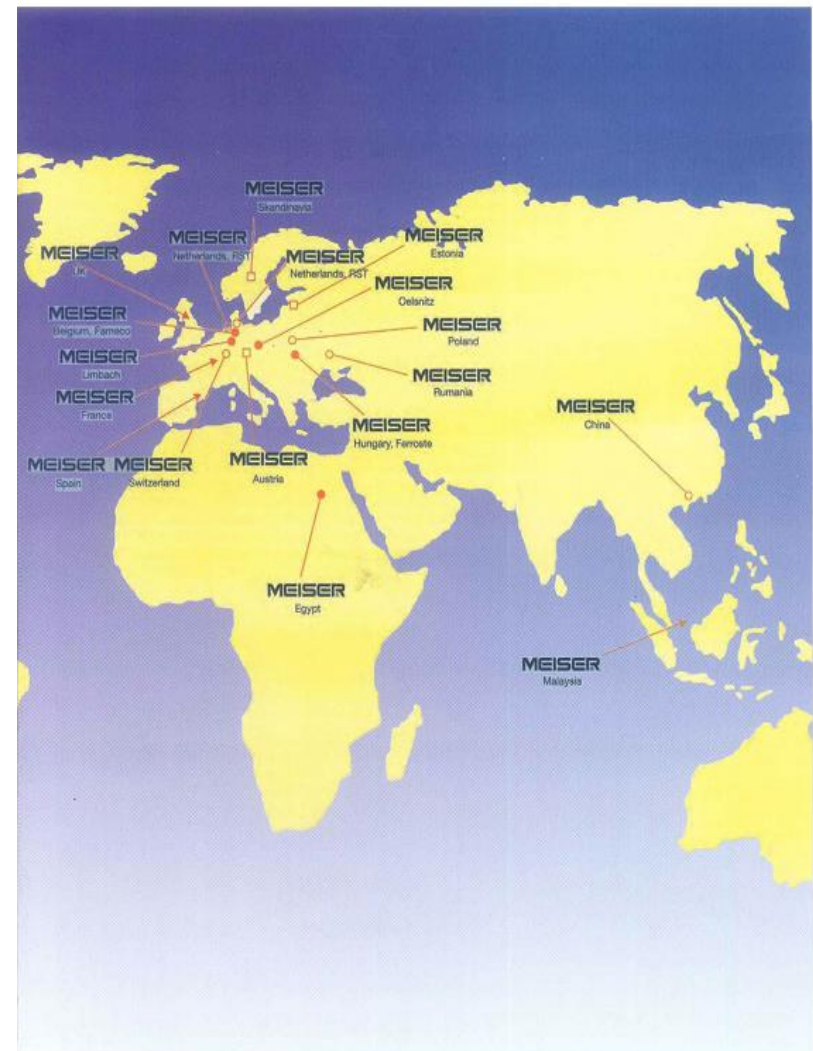 MEISER
Skandinavia
MEISER
Netherlands, RST
MEISER
Estonia
MEISER
UK
MEISER
Netherlands, RST
MEISER
Oelsnitz
MEISER
Belgium, Farneco
MEISER
Poland
MEISER
Limbach
MEISER
Rumania
MEISER
France
MEISER
China
MEISER
Hungary, Ferroste
MEISER
Spain
MEISER
Switzerland
MEISER
Austria
MEISER
Egypt
MEISER
Malaysia